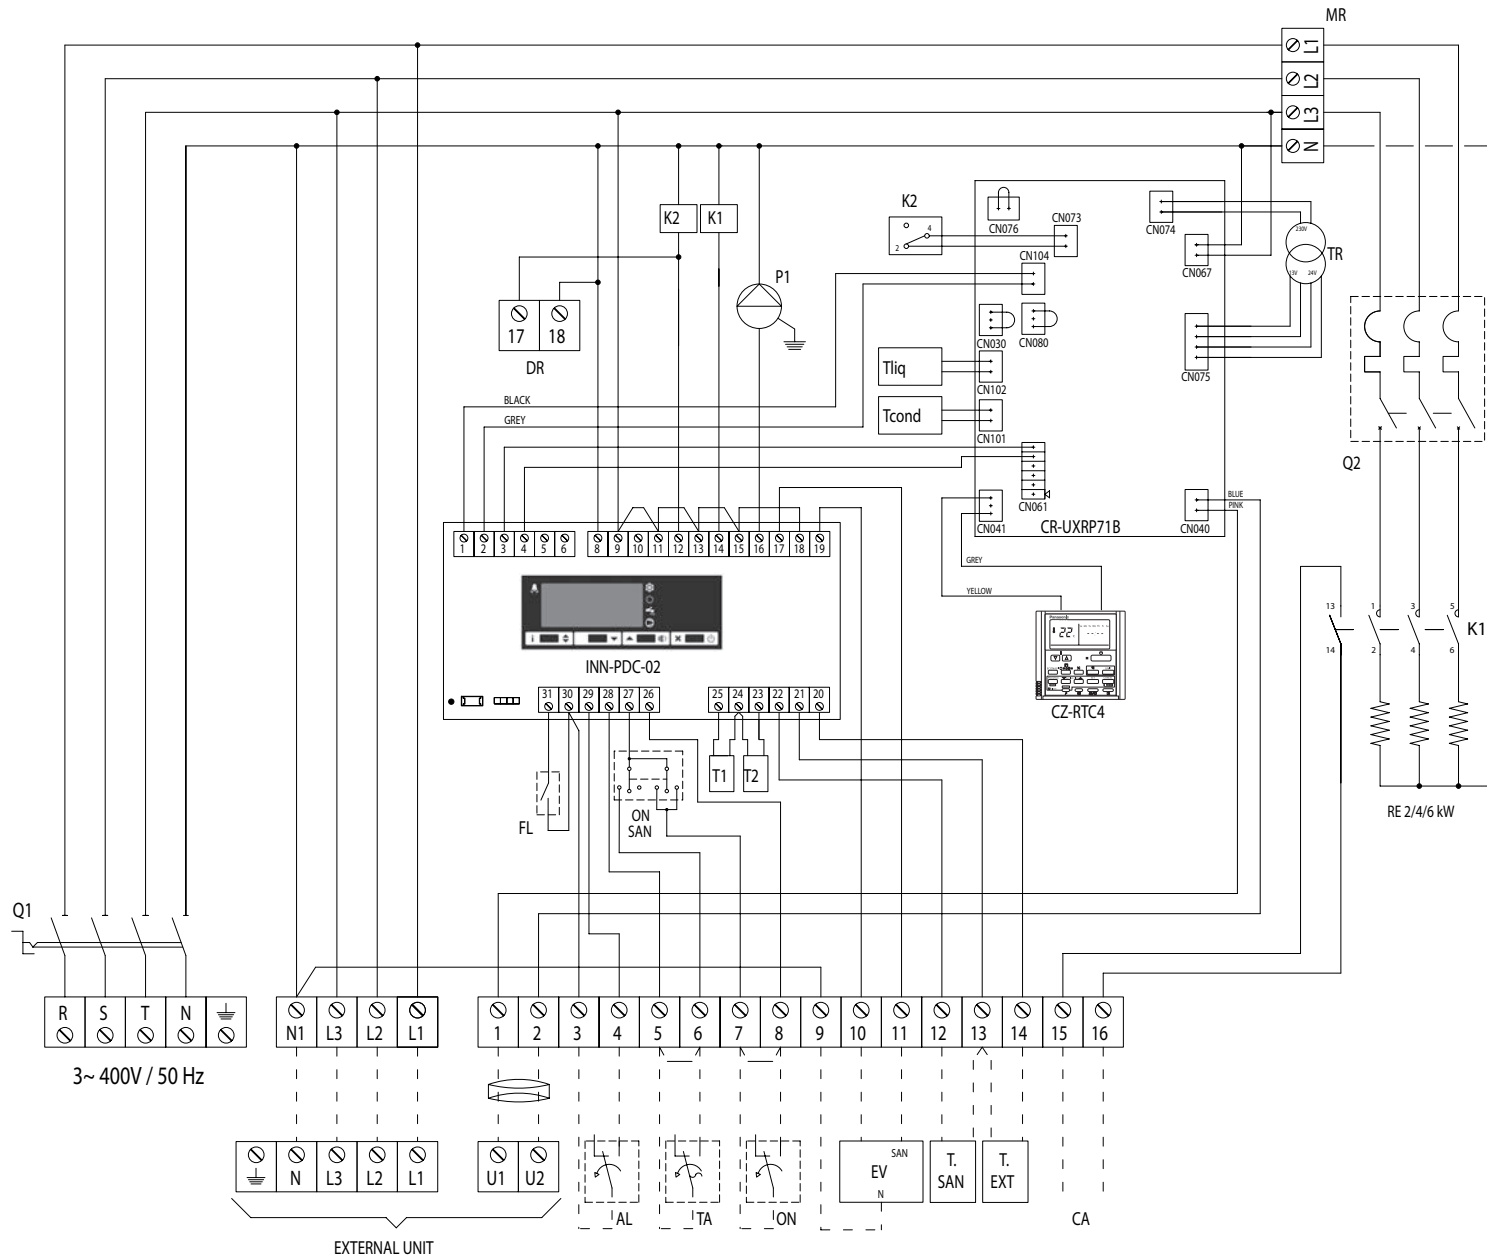 MR
L1
L2
L3
N
K2
K1
K2
4
2
CN076
CN073
CN074
CN104
CN067
230V
TR
13V 24V
P1
17 18
DR
CN030
CN080
CN075
Tliq
CN102
BLACK
GREY
Tcond
CN101
Q2
CN061
CN041
CR-UXRP71B
CN040
BLUE
PINK
1 2 3 4 5 6
8 9 10 11 12 13 14 15 16 17 18 19
GREY
YELLOW
INN-PDC-02
Panasonic
22
CZ-RTC4
13
14
1 3 5
2 4 6
K1
31 30 29 28 27 26
25 24 23 22 21 20
T1 T2
FL
ON
SAN
RE 2/4/6 kW
Q1
R S T N
N1 L3 L2 L1
1 2 3 4 5 6 7 8 9 10 11 12 13 14 15 16
3~ 400V / 50 Hz
N L3 L2 L1
U1 U2
AL
TA
ON
SAN
EV
N
T.
SAN
T.
EXT
CA
EXTERNAL UNIT